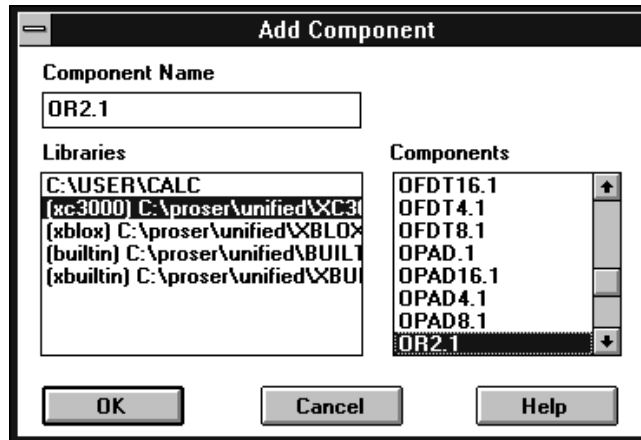 Add Component
Component Name
OR2.1
Libraries
C:\USER\CALC
(xc3000) C:\proser\unified\XC30
(xblox) C:\proser\unified\XBLOX
(builtin) C:\proser\unified\BUILT
(xbuiltin) C:\proser\unified\XBUI
Components
OFDT16.1
OFDT4.1
OFDT8.1
OPAD.1
OPAD16.1
OPAD4.1
OPAD8.1
OR2.1
OK Cancel Help